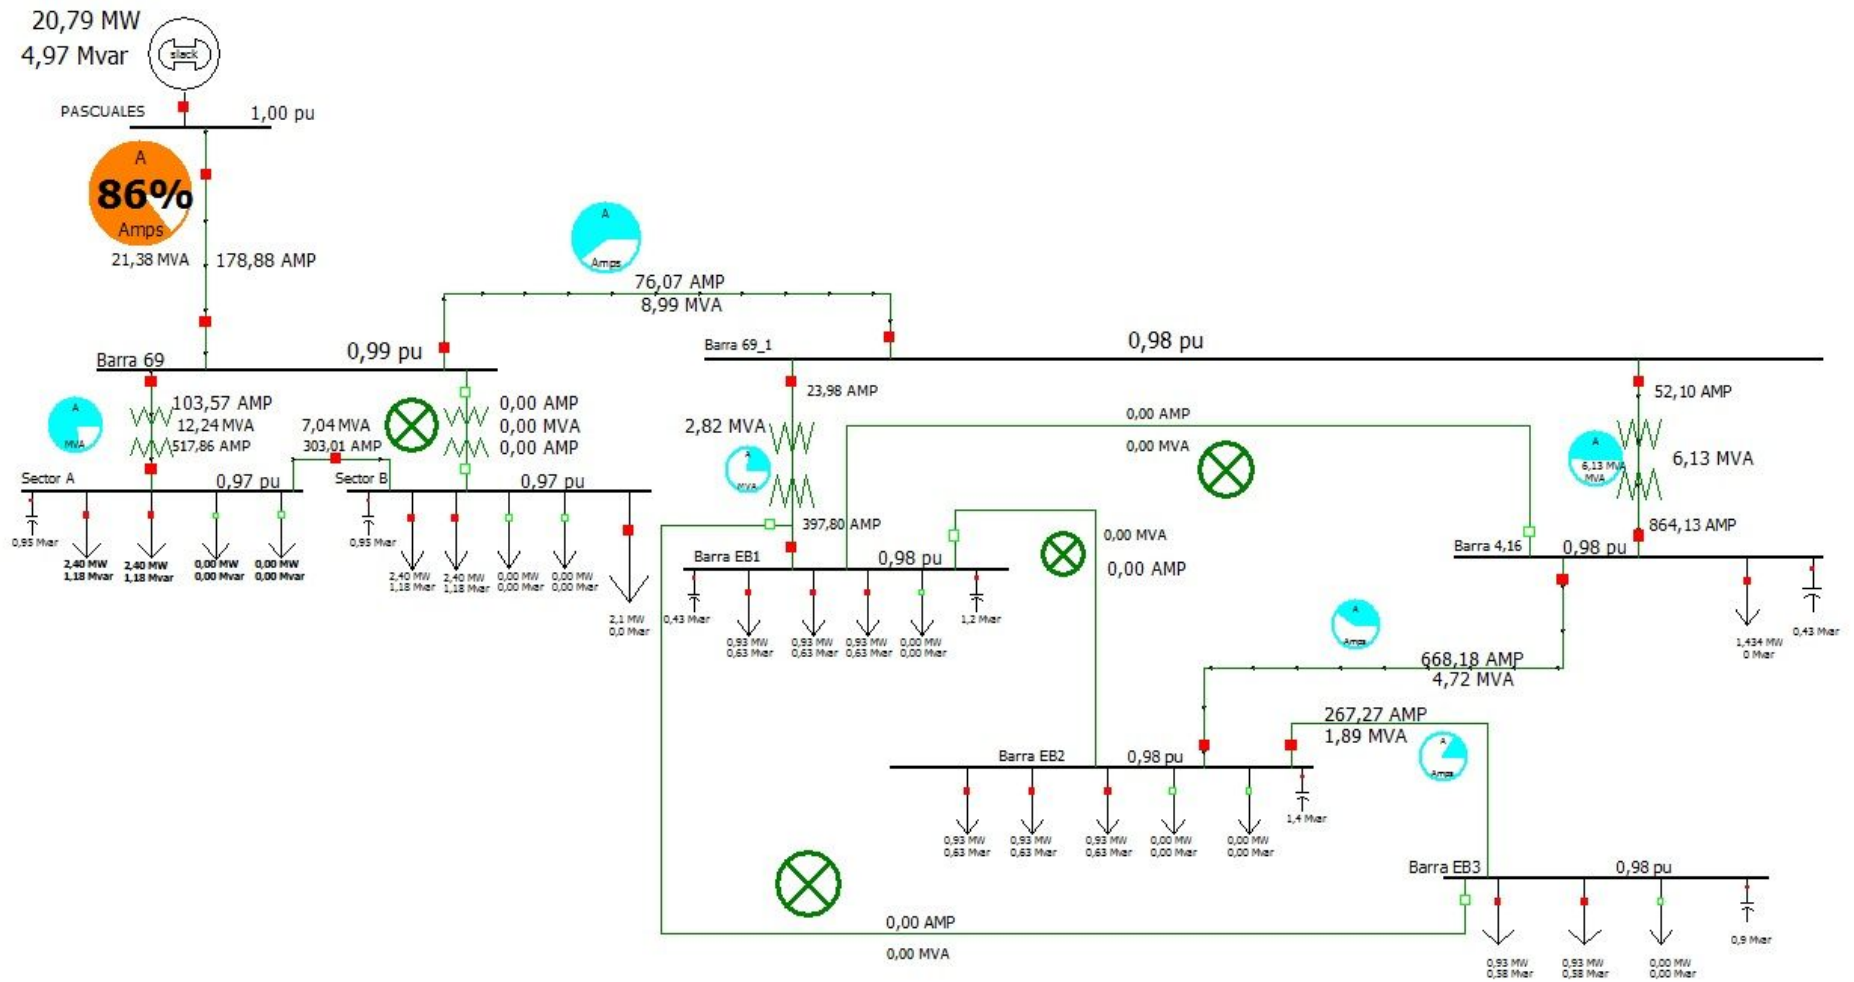 20,79 MW
4,97 Mvar
slack
PASCUALES
1,00 pu
A
86%
Amps
21,38 MVA
178,88 AMP
A
Amps
76,07 AMP
8,99 MVA
Barra 69
0,99 pu
Barra 69_1
0,98 pu
A
MVA
103,57 AMP
12,24 MVA
517,86 AMP
7,04 MVA
303,01 AMP
0,00 AMP
0,00 MVA
0,00 AMP
23,98 AMP
2,82 MVA
A
MVA
397,80 AMP
0,00 AMP
0,00 MVA
52,10 AMP
A
6,13 MVA
MVA
6,13 MVA
864,13 AMP
Sector A
0,97 pu
Sector B
0,97 pu
0,95 Mvar
2,40 MW
1,18 Mvar
2,40 MW
1,18 Mvar
0,00 MW
0,00 Mvar
0,00 MW
0,00 Mvar
0,95 Mvar
2,40 MW
1,18 Mvar
2,40 MW
1,18 Mvar
0,00 MW
0,00 Mvar
0,00 MW
0,00 Mvar
2,1 MW
0,0 Mvar
Barra EB1
0,98 pu
0,00 MVA
0,00 AMP
0,43 Mvar
0,93 MW
0,63 Mvar
0,93 MW
0,63 Mvar
0,93 MW
0,63 Mvar
0,00 MW
0,00 Mvar
1,2 Mvar
Barra 4,16
0,98 pu
1,434 MW
0 Mvar
0,43 Mvar
A
Amps
668,18 AMP
4,72 MVA
267,27 AMP
1,89 MVA
A
Amps
Barra EB2
0,98 pu
0,93 MW
0,63 Mvar
0,93 MW
0,63 Mvar
0,93 MW
0,63 Mvar
0,00 MW
0,00 Mvar
0,00 MW
0,00 Mvar
1,4 Mvar
Barra EB3
0,98 pu
0,00 AMP
0,00 MVA
0,93 MW
0,58 Mvar
0,93 MW
0,58 Mvar
0,00 MW
0,00 Mvar
0,9 Mvar